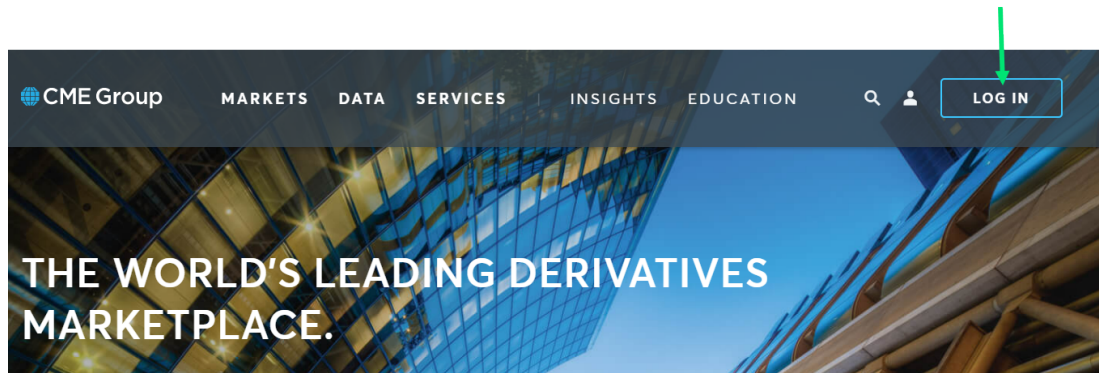 CME Group MARKETS DATA SERVICES | INSIGHTS EDUCATION LOG IN
THE WORLD'S LEADING DERIVATIVES
MARKETPLACE.